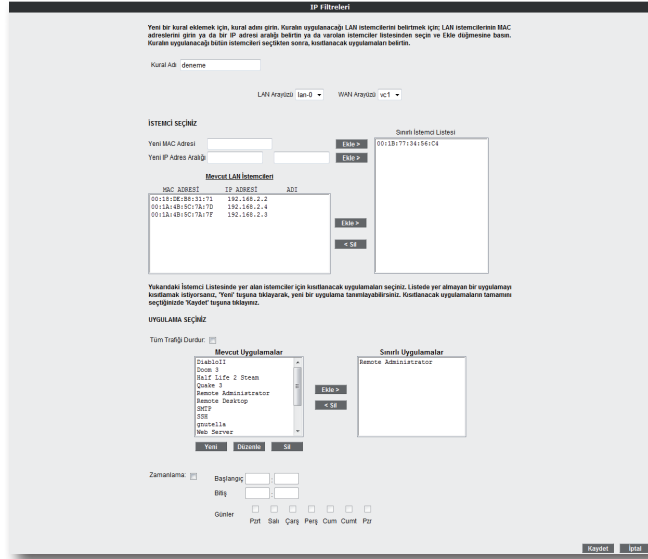 IP Filtreleri
Yeni bir kural eklemek için, kural adını girin. Kuralın uygulanacağı LAN istemcilerini belirtmek için; LAN istemcilerinin MAC
adreslerini girin ya da bir IP adresi aralığı belirtin ya da varolan istemciler listesinden seçin ve Ekle düğmesine basın.
Kuralın uygulanacağı bütün istemcileri seçtikten sonra, kısıtlanacak uygulamaları belirtin.
Kural Adı deneme
LAN Arayüzü lan-0 WAN Arayüzü vc1
İSTEMCİ SEÇİNİZ
Sınırlı İstemci Listesi
Yeni MAC Adresi Ekle > 00:1B:77:34:56:C4
Yeni IP Adres Aralığı Ekle >
Mevcut LAN İstemcileri
MAC ADRESİ IP ADRESİ ADI
00:18:DE:B8:31:71 192.168.2.2
00:1A:4B:5C:7A:7D 192.168.2.4
00:1A:4B:5C:7A:7F 192.168.2.3
Ekle >
< Sil
Yukarıdaki İstemci Listesinde yer alan istemciler için kısıtlanacak uygulamaları seçiniz. Listede yer almayan bir uygulamayı
kısıtlamak istiyorsanız, 'Yeni' tuşuna tıklayarak, yeni bir uygulama tanımlayabilirsiniz. Kısıtlanacak uygulamaların tamamını
seçtiğinizde 'Kaydet' tuşuna tıklayınız.
UYGULAMA SEÇİNİZ
Tüm Trafiği Durdur:
Mevcut Uygulamalar Sınırlı Uygulamalar
DiabloII Remote Administrator
Doom 3
Half Life 2 Steam
Quake 3
Remote Administrator
Remote Desktop
SMTP
SSH
gnutella
Web Server
Ekle >
< Sil
Yeni Düzenle Sil
Zamanlama: Başlangıç :
Bitiş :
Günler
Pzrt Salı Çarş Perş Cum Cumt Pzr
Kaydet İptal